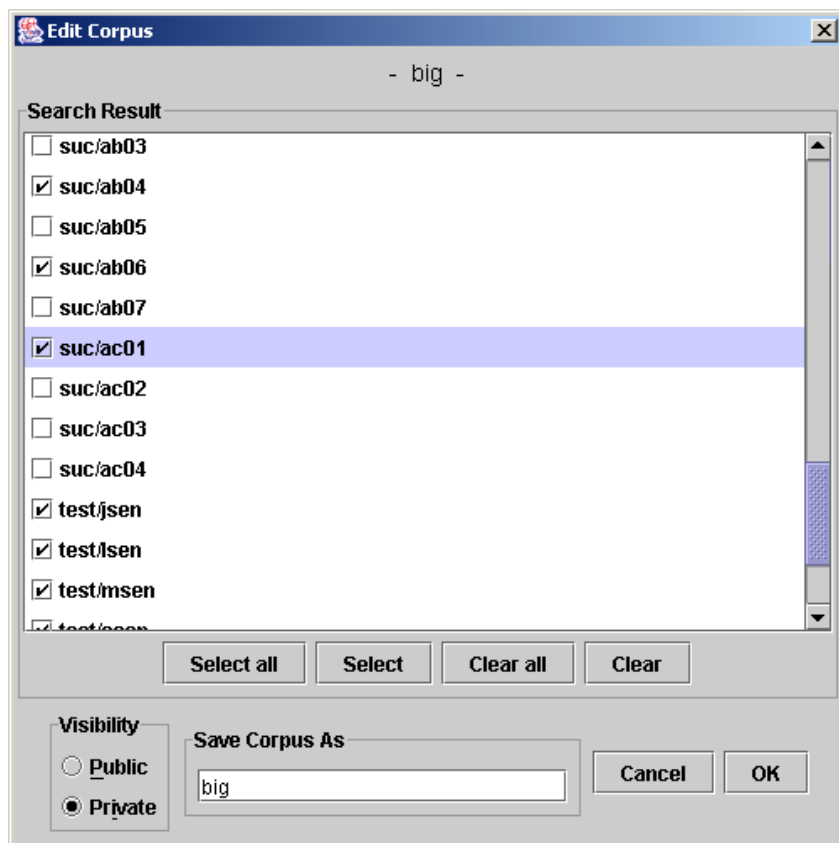 Edit Corpus
- big -
Search Result
suc/ab03
suc/ab04
suc/ab05
suc/ab06
suc/ab07
suc/ac01
suc/ac02
suc/ac03
suc/ac04
test/jsen
test/lsen
test/msen
Select all Select Clear all Clear
Visibility
Public
Private
Save Corpus As
big
Cancel OK